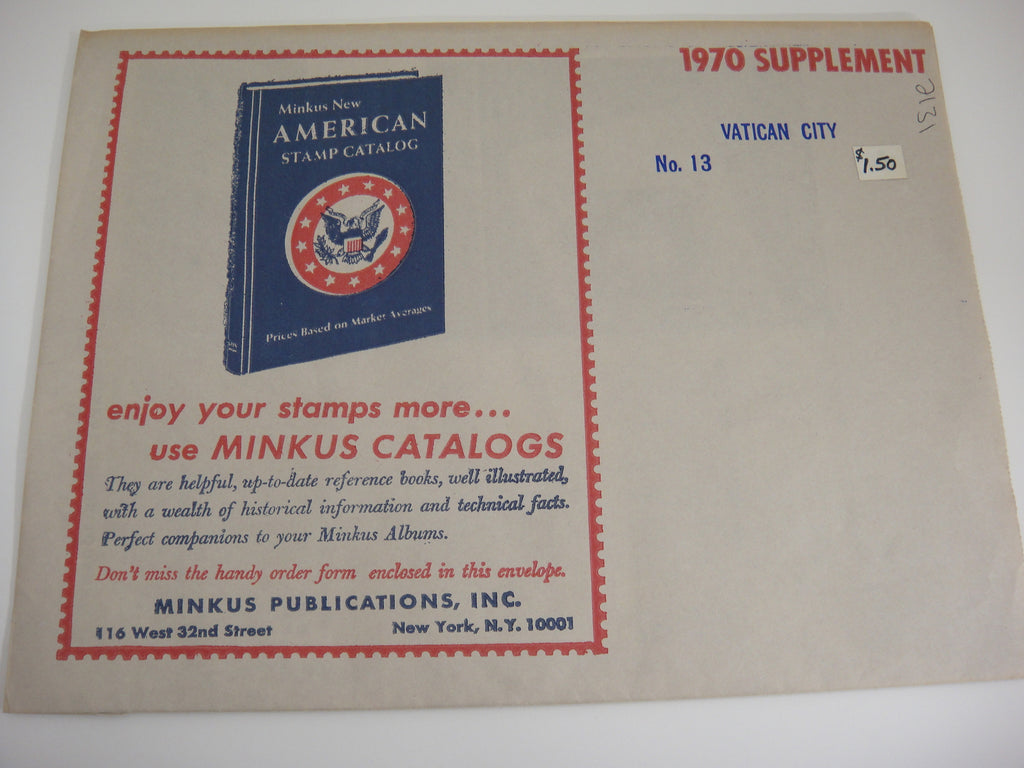 1970 SUPPLEMENT
VATICAN CITY
No. 13
$1.50
Minkus New
AMERICAN
STAMP CATALOG
Prices Based on Market Averages
enjoy your stamps more...
use MINKUS CATALOGS
They are helpful, up-to-date reference books, well illustrated,
with a wealth of historical information and technical facts.
Perfect companions to your Minkus Albums.
Don't miss the handy order form enclosed in this envelope.
MINKUS PUBLICATIONS, INC.
116 West 32nd Street
New York, N.Y. 10001